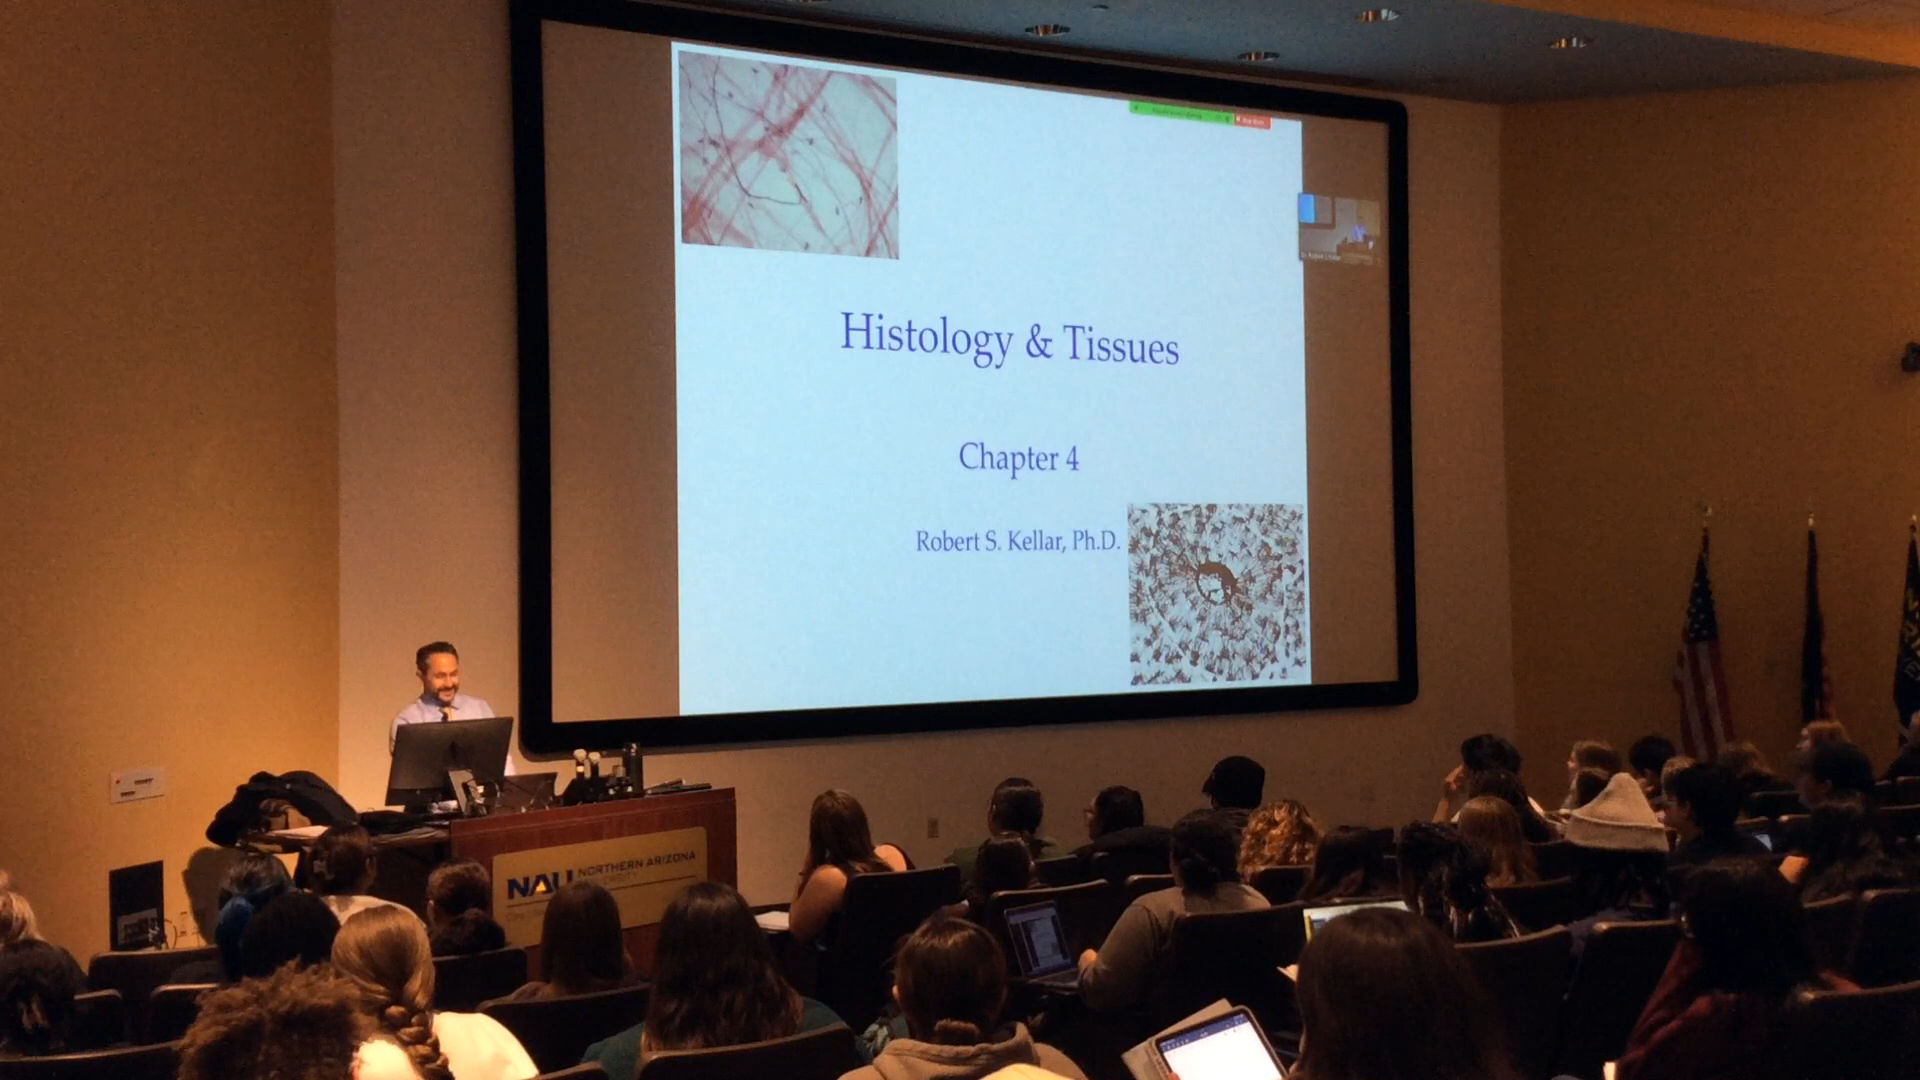 Histology & Tissues
Chapter 4
Robert S. Kellar, Ph.D.
NAU NORTHERN ARIZONA